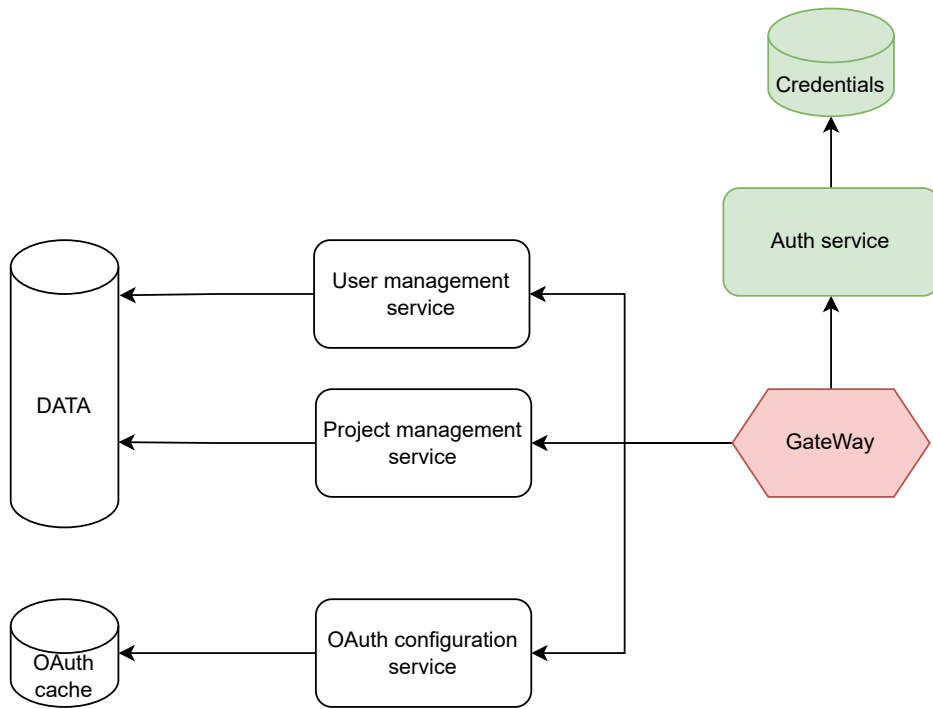 Credentials
Auth service
User management
service
DATA
Project management
service
GateWay
OAuth configuration
service
OAuth
cache